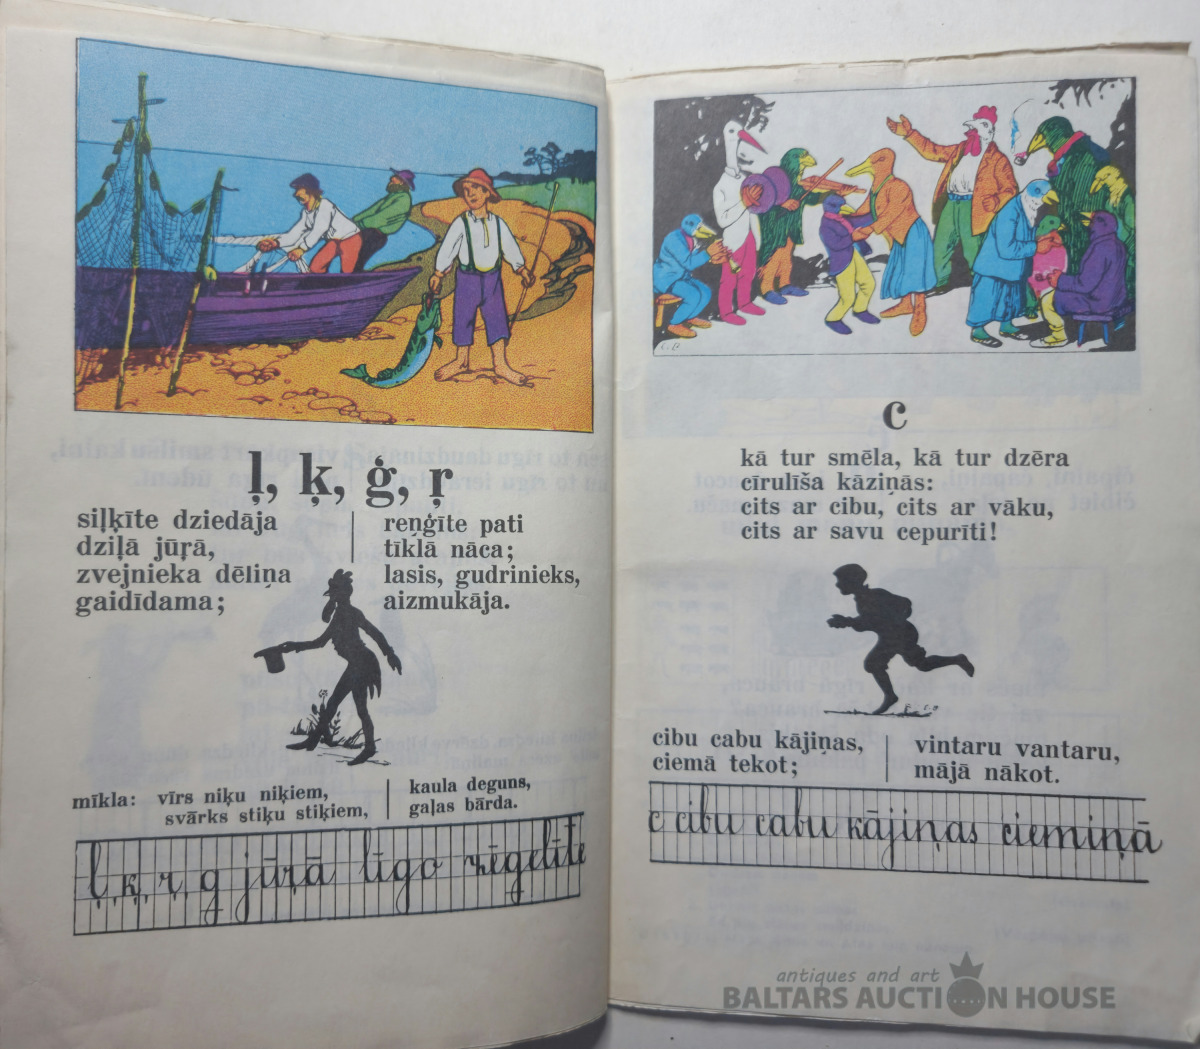 ļ, ķ, ģ, ŗ
siļķīte dziedāja
dziļā jūŗā,
zvejnieka dēliņa
gaidīdama;
reņģīte pati
tīklā nāca;
lasis, gudrinieks,
aizmukāja.
mīkla: vīrs niķu niķiem,
svārks stiķu stiķiem,
kaula deguns,
gaļas bārda.
ļ ķ, ŗ, g jūŗā līgo rēgelīte
c
kā tur smēla, kā tur dzēra
cīrulīša kāziņās:
cits ar cibu, cits ar vāku,
cits ar savu cepurīti!
cibu cabu kājiņas,
ciemā tekot;
vintaru vantaru,
mājā nākot.
c cibu cabu kājiņas ciemiņā
antiques and art
BALTARS AUCTION HOUSE